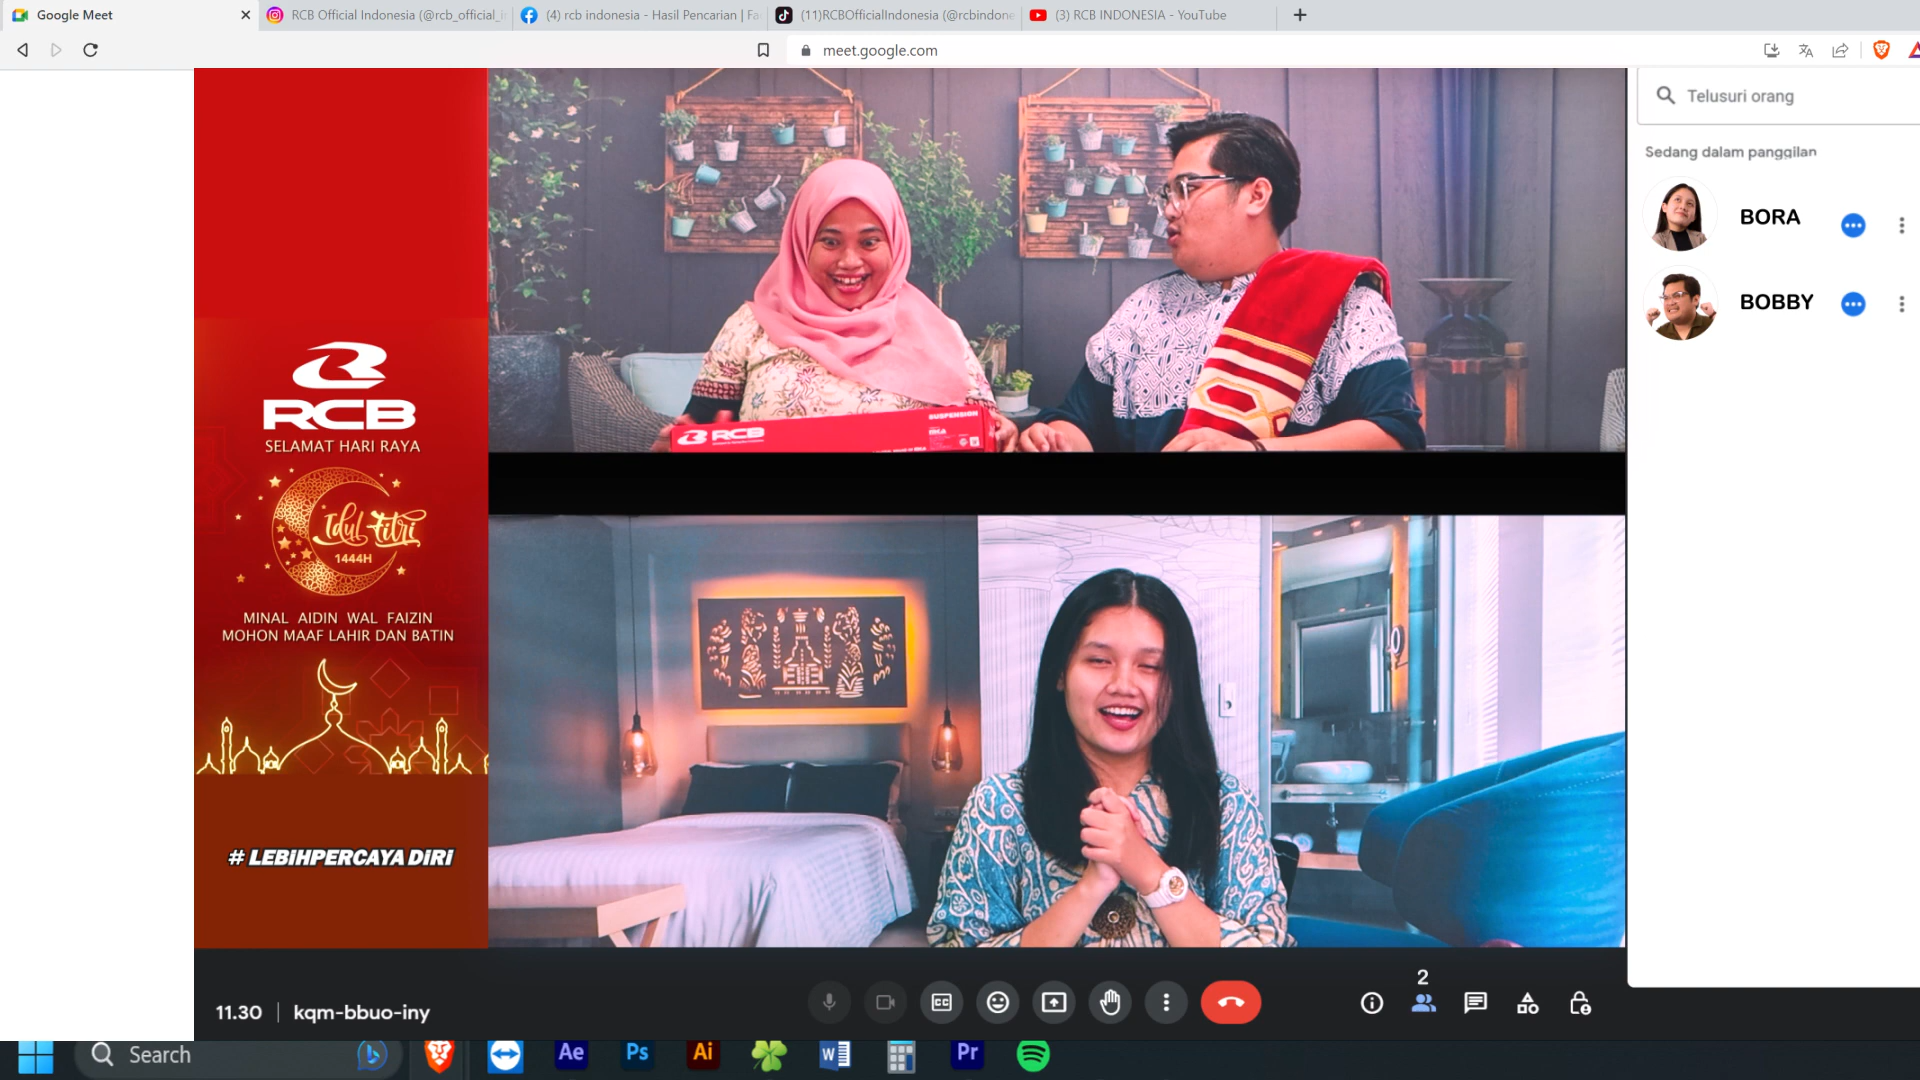 Google Meet
RCB Official Indonesia (@rcb_official_i
(4) rcb indonesia - Hasil Pencarian | Fa
(11)RCBOfficialIndonesia (@rcbindone
(3) RCB INDONESIA - YouTube
meet.google.com
Telusuri orang
Sedang dalam panggilan
BORA
BOBBY
RCB
SELAMAT HARI RAYA
Idul Fitri
1444H
MINAL AIDIN WAL FAIZIN
MOHON MAAF LAHIR DAN BATIN
# LEBIHPERCAYA DIRI
SUSPENSION
RCB
11.30 | kqm-bbuo-iny
CC
2
Search
Ae
Ps
Ai
W
Pr